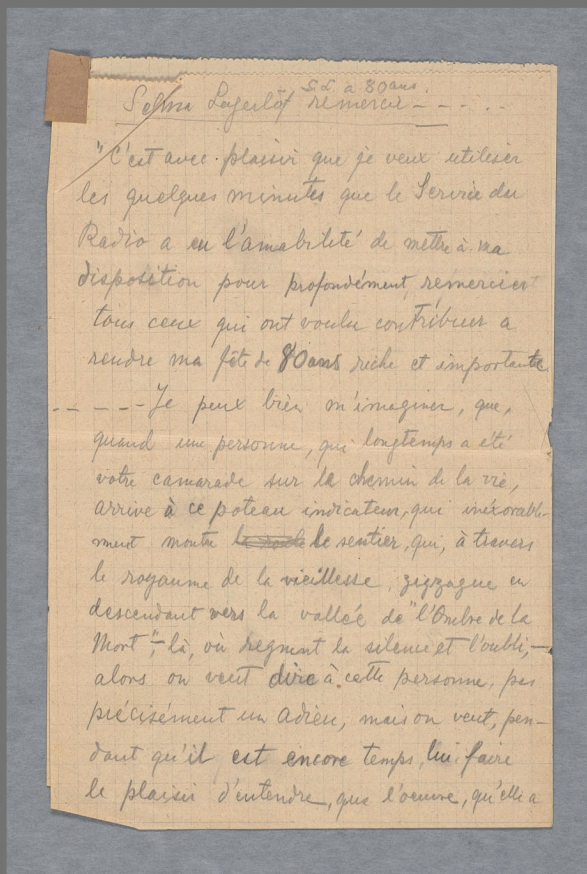 S.L. à 80 ans.
Selma Lagerlöf remercie - - - - -
"C'est avec plaisir que je veux utiliser
les quelques minutes que le Servvie du
Radio a eu l'amabilité de mettre à ma
disposition pour profondément remercier
tous ceux qui ont voulu contribuer a
rendre ma fête de 80 ans riche et importante
- - - - - Je peux bien m'imaginer, que,
quand une personne, qui longtemps a été
votre camarade sur la chemin de la vie,
arrive à ce poteau indicateur, qui inéxorable-
ment montre le sentier, qui, à travers
le royaume de la vieillesse, zigzague en
descendant vers la vallée de "l'Ombre de la
Mort", - là, où regnent la silence et l'oubli, -
alors on veut dire à cette personne, pas
précisément un Adieu, mais on veut, pen-
dant qu'il est encore temps, lui faire
le plaisir d'entendre, que l'oeuvre, qu'elle a